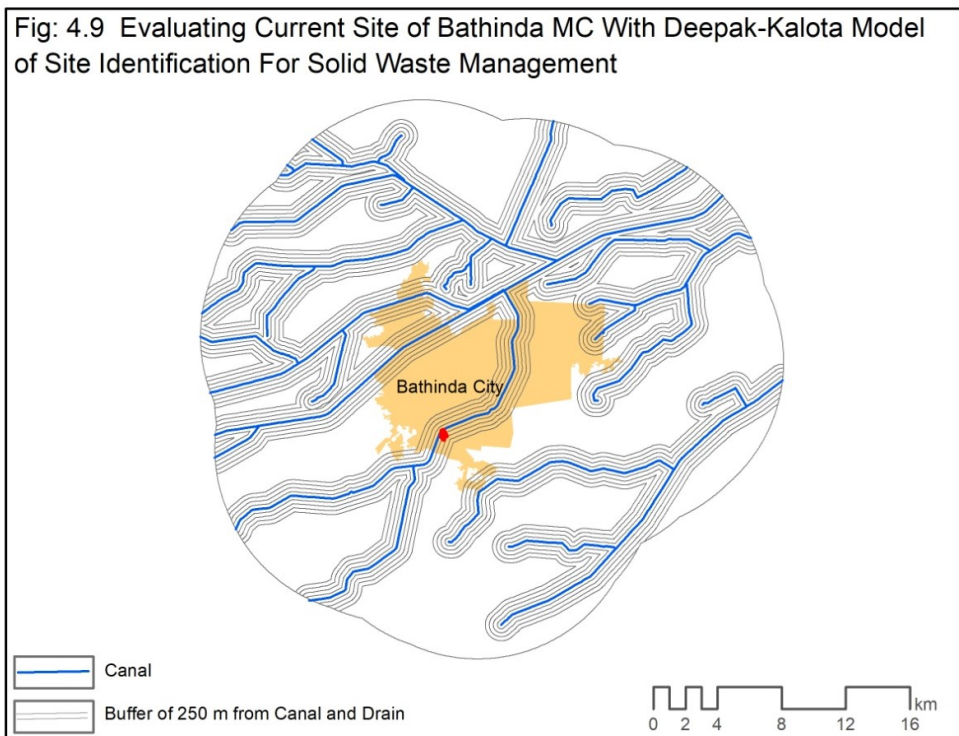 Fig: 4.9 Evaluating Current Site of Bathinda MC With Deepak-Kalota Model
of Site Identification For Solid Waste Management
Bathinda City
Canal
Buffer of 250 m from Canal and Drain
km
0 2 4 8 12 16